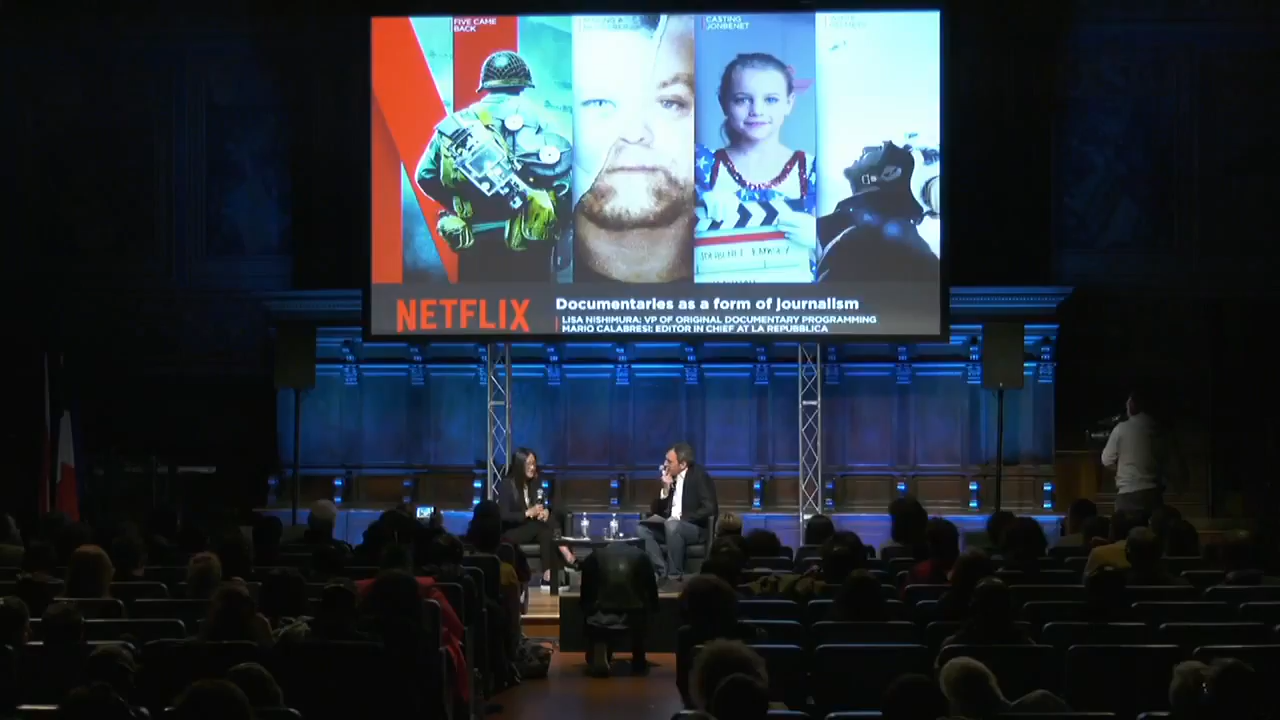 FIVE CAME
BACK
CASTING
JONBENET
NETFLIX
Documentaries as a form of journalism
LISA NISHIMURA: VP OF ORIGINAL DOCUMENTARY PROGRAMMING
MARIO CALABRESI: EDITOR IN CHIEF AT LA REPUBBLICA